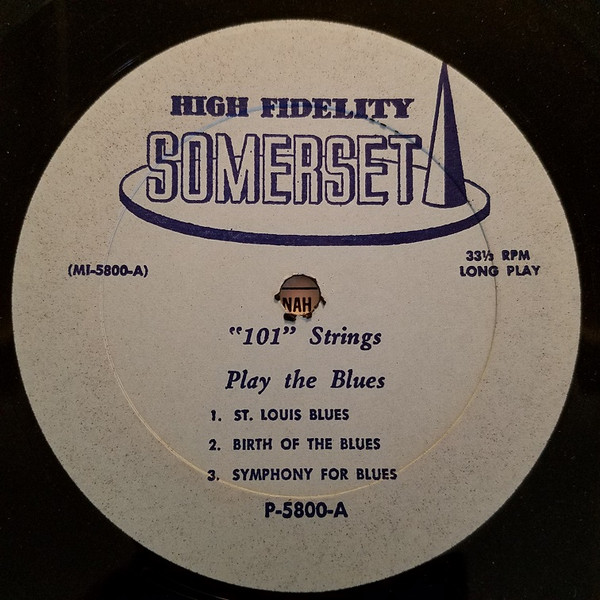 HIGH FIDELITY
SOMERSET
(MI-5800-A)
33⅓ RPM
LONG PLAY
NAH
"101" Strings
Play the Blues
1. ST. LOUIS BLUES
2. BIRTH OF THE BLUES
3. SYMPHONY FOR BLUES
P-5800-A